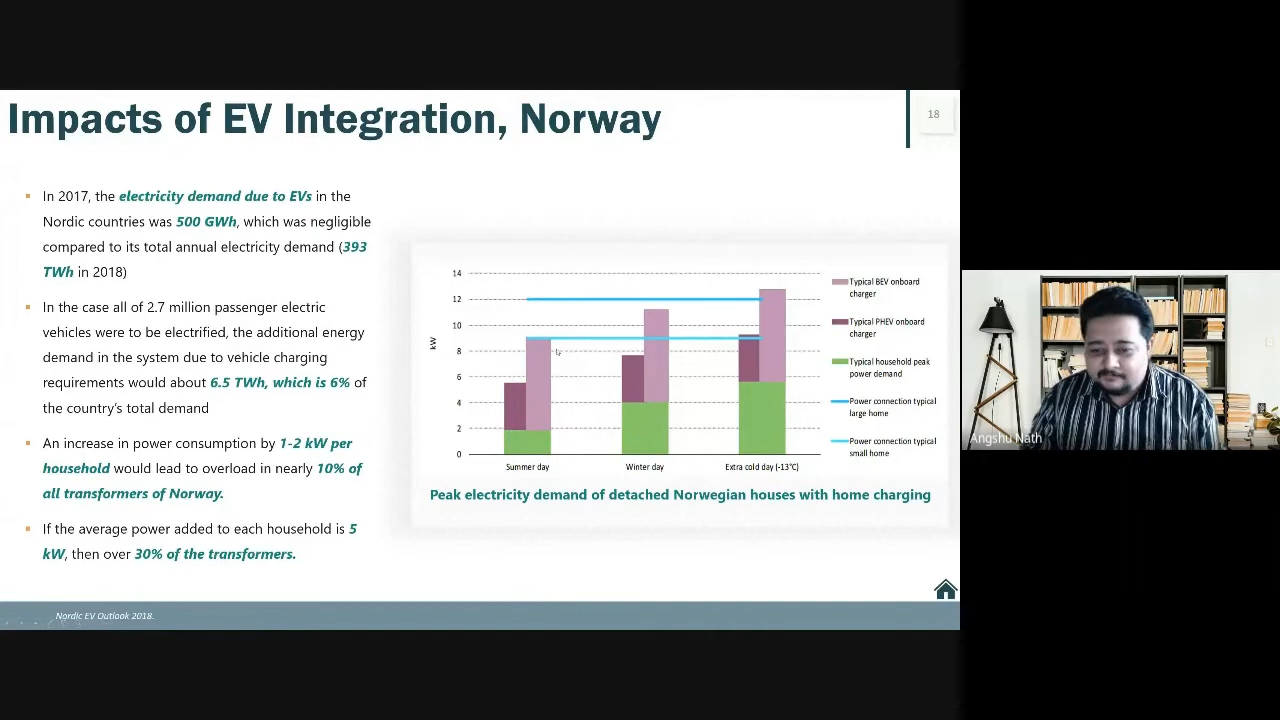 Impacts of EV Integration, Norway
18
In 2017, the electricity demand due to EVs in the
Nordic countries was 500 GWh, which was negligible
compared to its total annual electricity demand (393
TWh in 2018)
In the case all of 2.7 million passenger electric
vehicles were to be electrified, the additional energy
demand in the system due to vehicle charging
requirements would about 6.5 TWh, which is 6% of
the country's total demand
An increase in power consumption by 1-2 kW per
household would lead to overload in nearly 10% of
all transformers of Norway.
If the average power added to each household is 5
kW, then over 30% of the transformers.
kW
14
12
10
8
6
4
2
0
Summer day
Winter day
Extra cold day (-13°C)
Typical BEV onboard
charger
Typical PHEV onboard
charger
Typical household peak
power demand
Power connection typical
large home
Power connection typical
small home
Peak electricity demand of detached Norwegian houses with home charging
Nordic EV Outlook 2018.
Angshu Nath